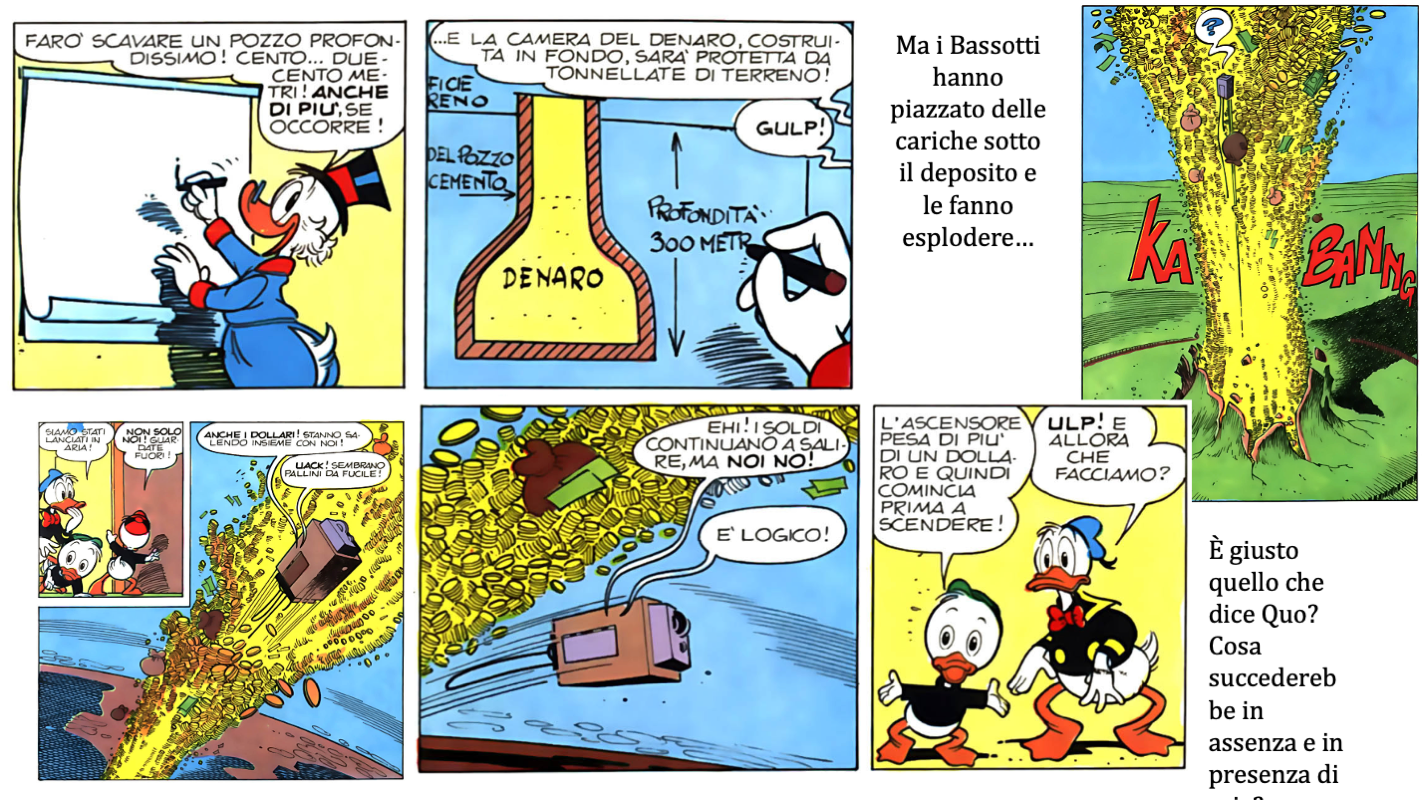 FARO' SCAVARE UN POZZO PROFON-
DISSIMO! CENTO... DUE-
CENTO ME-
TRI! ANCHE
DI PIU', SE
OCCORRE!
...E LA CAMERA DEL DENARO, COSTRUI-
TA IN FONDO, SARA' PROTETTA DA
TONNELLATE DI TERRENO!
FICIE
RENO
GULP!
DEL POZZO
CEMENTO
PROFONDITA'
300 METR
DENARO
Ma i Bassotti
hanno
piazzato delle
cariche sotto
il deposito e
le fanno
esplodere…
?
KA
BANNG
SIAMO STATI
LANCIATI IN
ARIA!
NON SOLO
NOI! GUAR-
DATE
FUORI!
ANCHE I DOLLARI! STANNO SA-
LENDO INSIEME CON NOI!
UACK! SEMBRANO
PALLINI DA FUCILE!
EHI! I SOLDI
CONTINUANO A SALI-
RE, MA NOI NO!
E' LOGICO!
L'ASCENSORE
PESA DI PIU'
DI UN DOLLA-
RO E QUINDI
COMINCIA
PRIMA A
SCENDERE!
ULP! E
ALLORA
CHE
FACCIAMO?
È giusto
quello che
dice Quo?
Cosa
succedereb
be in
assenza e in
presenza di